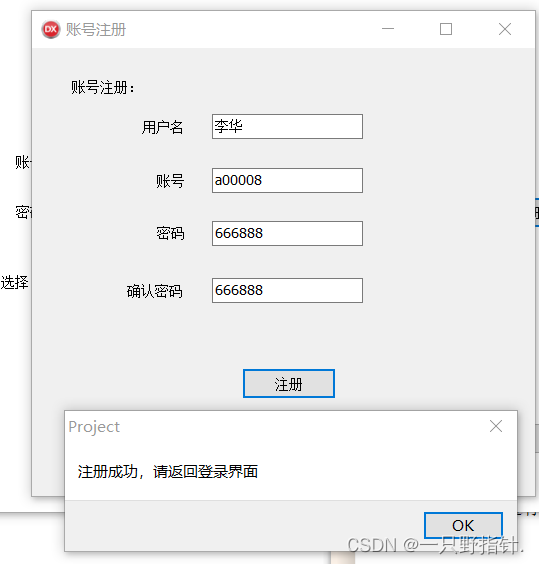 DX 账号注册
账号注册：
用户名 李华
账号 a00008
密码 666888
确认密码 666888
注册
选择
Project
注册成功，请返回登录界面
OK
CSDN @一只野指针.